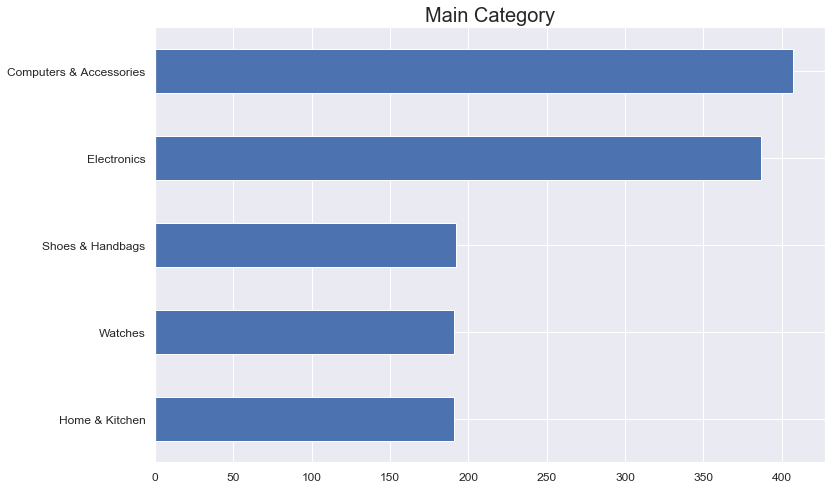 Main Category
Computers & Accessories
Electronics
Shoes & Handbags
Watches
Home & Kitchen
0 50 100 150 200 250 300 350 400